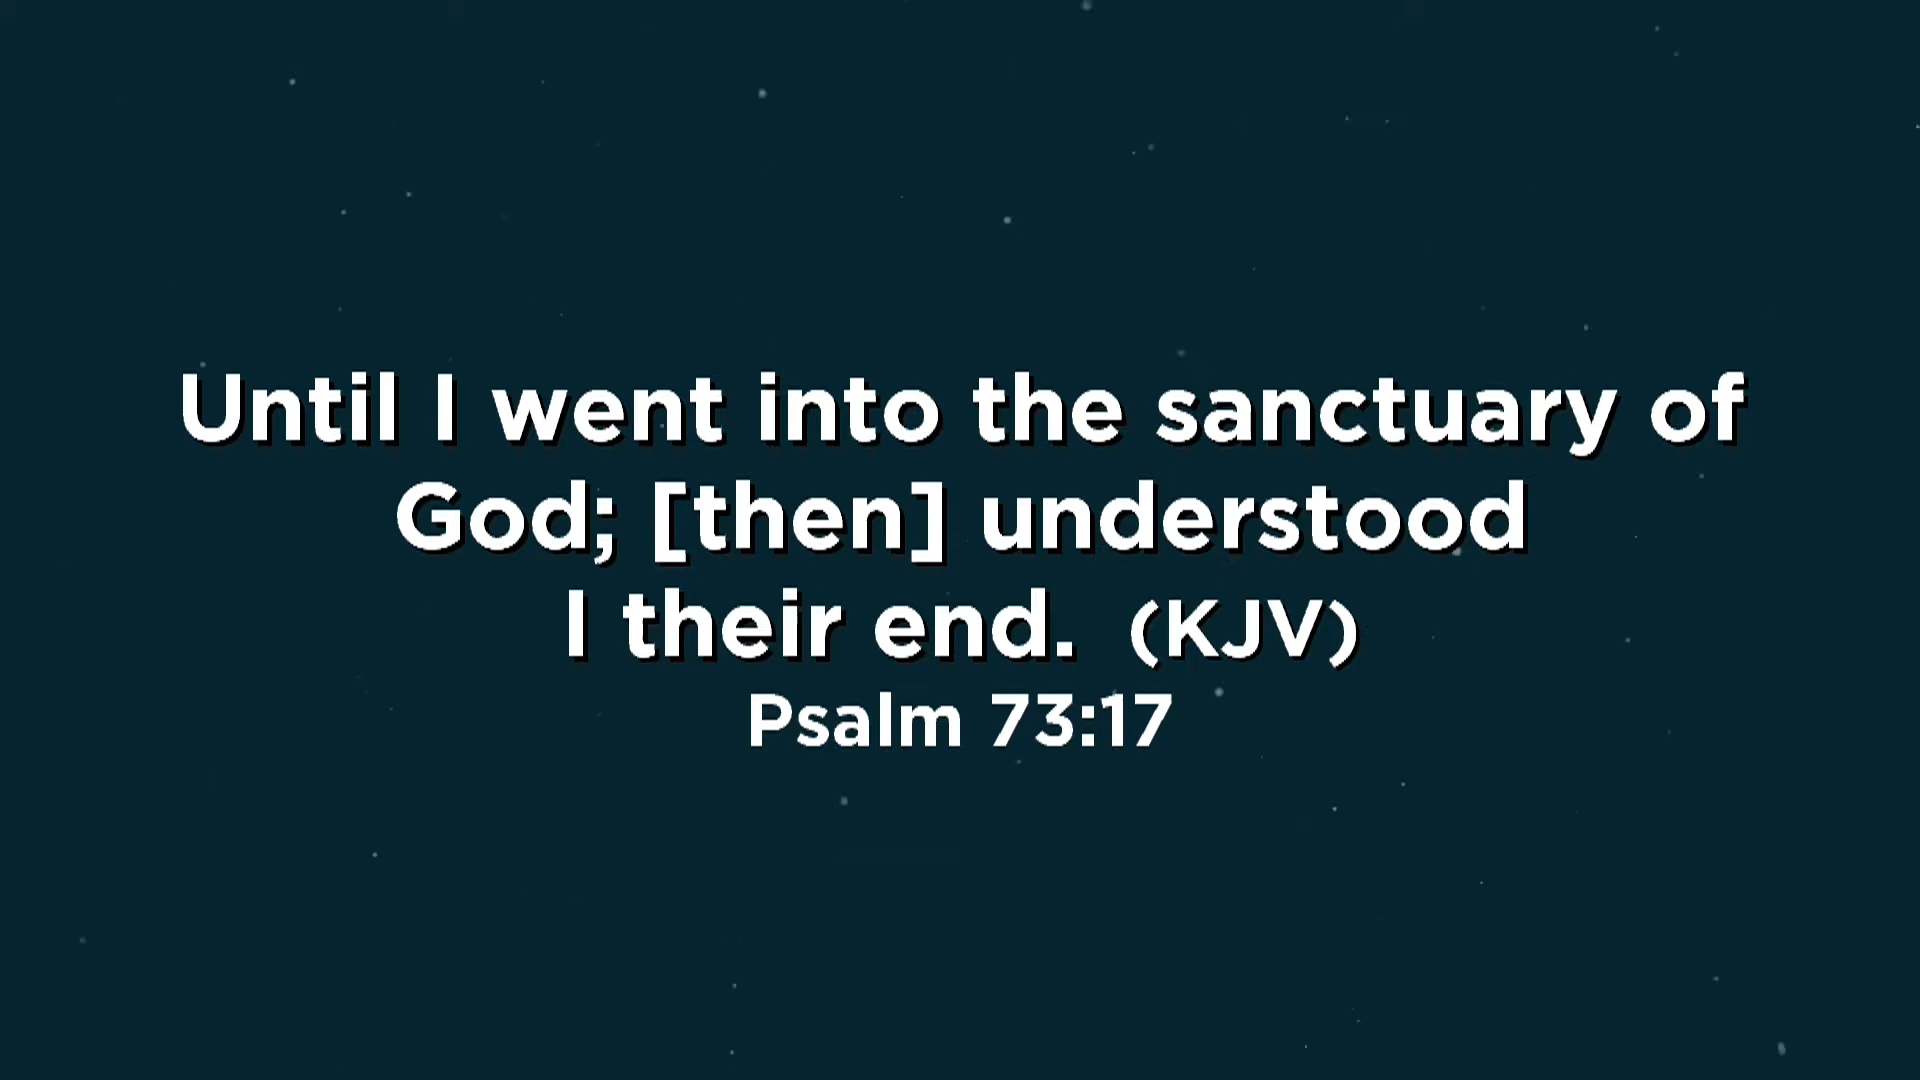 Until I went into the sanctuary of
God; [then] understood
I their end. (KJV)
Psalm 73:17